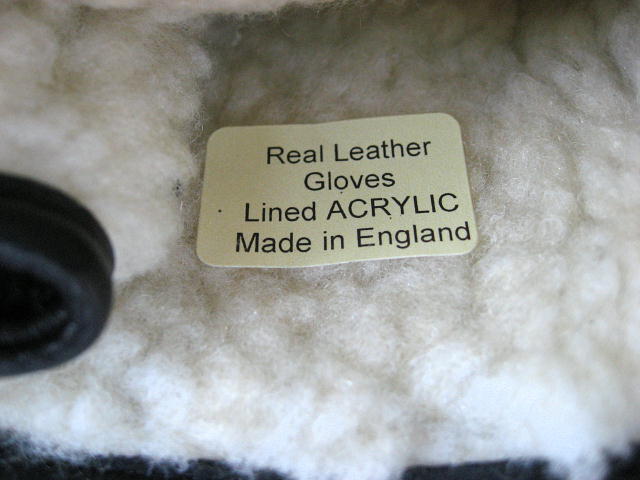 Real Leather
Gloves
Lined ACRYLIC
Made in England